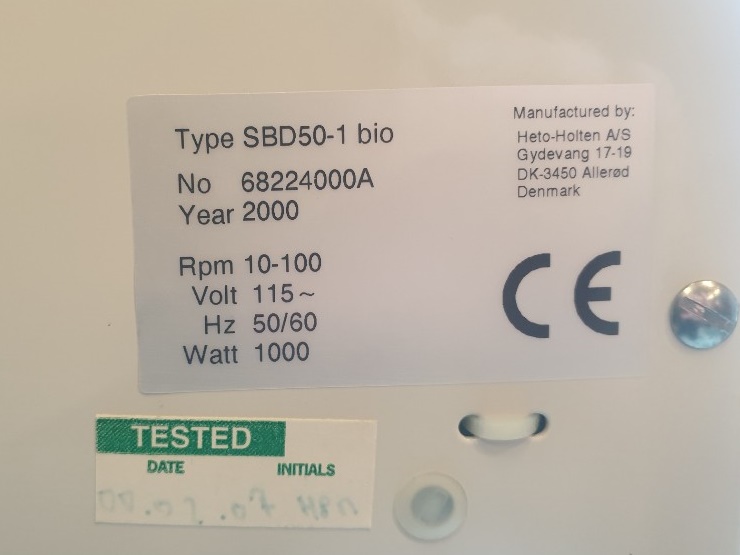 Type SBD50-1 bio
No 68224000A
Year 2000
Rpm 10-100
Volt 115~
Hz 50/60
Watt 1000
Manufactured by:
Heto-Holten A/S
Gydevang 17-19
DK-3450 Allerød
Denmark
CE
TESTED
DATE INITIALS